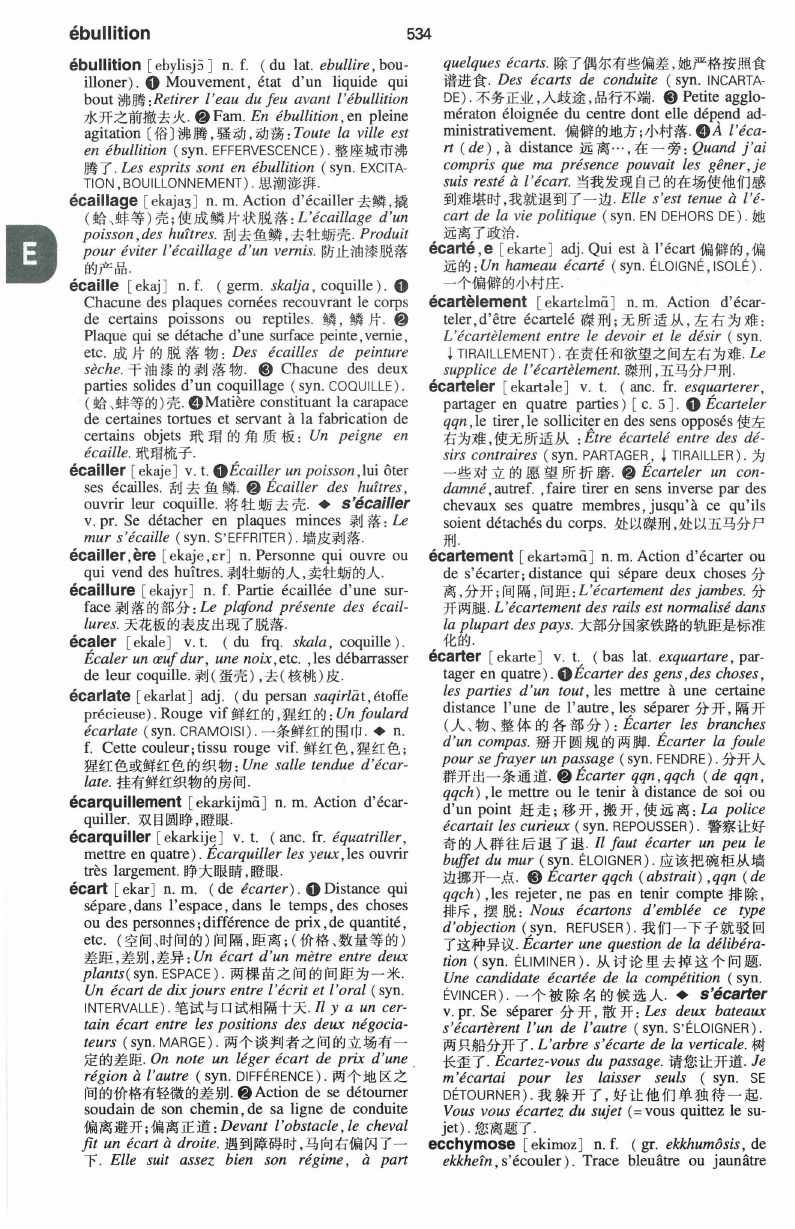 ébullition
534
ébullition [ ebylisjɔ̃ ] n. f. ( du lat. ebullire, bou-
illoner). ❶ Mouvement, état d'un liquide qui
bout 沸腾:Retirer l'eau du feu avant l'ébullition
水开之前撤去火. ❷ Fam. En ébullition, en pleine
agitation〔俗〕沸腾,骚动,动荡:Toute la ville est
en ébullition ( syn. EFFERVESCENCE). 整座城市沸
腾了. Les esprits sont en ébullition ( syn. EXCITA-
TION, BOUILLONNEMENT). 思潮澎湃.
écaillage [ ekajaʒ ] n. m. Action d'écailler 去鳞,撬
(蛤、蚌等)壳;使成鳞片状脱落:L'écaillage d'un
poisson, des huîtres. 刮去鱼鳞,去牡蛎壳. Produit
pour éviter l'écaillage d'un vernis. 防止油漆脱落
的产品.
écaille [ ekaj ] n. f. ( germ. skalja, coquille). ❶
Chacune des plaques cornées recouvrant le corps
de certains poissons ou reptiles. 鳞, 鳞片. ❷
Plaque qui se détache d'une surface peinte, vernie,
etc. 成片的脱落物: Des écailles de peinture
sèche. 干油漆的剥落物. ❸ Chacune des deux
parties solides d'un coquillage ( syn. COQUILLE).
(蛤、蚌等的)壳. ❹ Matière constituant la carapace
de certaines tortues et servant à la fabrication de
certains objets 玳瑁的角质板: Un peigne en
écaille. 玳瑁梳子.
écailler [ ekaje ] v. t. ❶ Écailler un poisson, lui ôter
ses écailles. 刮去鱼鳞. ❷ Écailler des huîtres,
ouvrir leur coquille. 将牡蛎去壳. ◆ s'écailler
v. pr. Se détacher en plaques minces 剥落: Le
mur s'écaille ( syn. S'EFFRITER). 墙皮剥落.
écailler, ère [ ekaje, ɛr ] n. Personne qui ouvre ou
qui vend des huîtres. 剥牡蛎的人,卖牡蛎的人.
écaillure [ ekajyr ] n. f. Partie écaillée d'une sur-
face 剥落的部分: Le plafond présente des écail-
lures. 天花板的表皮出现了脱落.
écaler [ ekale ] v. t. ( du frq. skala, coquille).
Écaler un œuf dur, une noix, etc. , les débarrasser
de leur coquille. 剥(蛋壳),去(核桃)皮.
écarlate [ ekarlat ] adj. ( du persan saqirlāt, étoffe
précieuse). Rouge vif 鲜红的,猩红的: Un foulard
écarlate ( syn. CRAMOISI). 一条鲜红的围巾. ◆ n.
f. Cette couleur; tissu rouge vif. 鲜红色,猩红色;
猩红色或鲜红色的织物: Une salle tendue d'écar-
late. 挂有鲜红织物的房间.
écarquillement [ ekarkijmɑ̃ ] n. m. Action d'écar-
quiller. 双目圆睁,瞪眼.
écarquiller [ ekarkije ] v. t. ( anc. fr. équatriller,
mettre en quatre). Écarquiller les yeux, les ouvrir
très largement. 睁大眼睛,瞪眼.
écart [ ekar ] n. m. ( de écarter). ❶ Distance qui
sépare, dans l'espace, dans le temps, des choses
ou des personnes; différence de prix, de quantité,
etc. (空间、时间的)间隔,距离;(价格、数量等的)
差距,差别,差异: Un écart d'un mètre entre deux
plants( syn. ESPACE). 两棵苗之间的间距为一米.
Un écart de dix jours entre l'écrit et l'oral ( syn.
INTERVALLE). 笔试与口试相隔十天. Il y a un cer-
tain écart entre les positions des deux négocia-
teurs ( syn. MARGE). 两个谈判者之间的立场有一
定的差距. On note un léger écart de prix d'une
région à l'autre ( syn. DIFFÉRENCE). 两个地区之
间的价格有轻微的差别. ❷ Action de se détourner
soudain de son chemin, de sa ligne de conduite
偏离避开;偏离正道: Devant l'obstacle, le cheval
fit un écart à droite. 遇到障碍时,马向右偏闪了一
下. Elle suit assez bien son régime, à part
E
quelques écarts. 除了偶尔有些偏差,她严格按照食
谱进食. Des écarts de conduite ( syn. INCARTA-
DE). 不务正业,入歧途,品行不端. ❸ Petite agglo-
mération éloignée du centre dont elle dépend ad-
ministrativement. 偏僻的地方;小村落. ❹ À l'éca-
rt ( de ), à distance 远离…,在一旁: Quand j'ai
compris que ma présence pouvait les gêner, je
suis resté à l'écart. 当我发现自己的在场使他们感
到难堪时,我就退到了一边. Elle s'est tenue à l'é-
cart de la vie politique ( syn. EN DEHORS DE). 她
远离了政治.
écarté, e [ ekarte ] adj. Qui est à l'écart 偏僻的,偏
远的: Un hameau écarté ( syn. ÉLOIGNÉ, ISOLÉ).
一个偏僻的小村庄.
écartèlement [ ekartɛlmɑ̃ ] n. m. Action d'écar-
teler, d'être écartelé 磔刑;无所适从,左右为难:
L'écartèlement entre le devoir et le désir ( syn.
↓ TIRAILLEMENT). 在责任和欲望之间左右为难. Le
supplice de l'écartèlement. 磔刑,五马分尸刑.
écarteler [ ekartəle ] v. t. ( anc. fr. esquarterer,
partager en quatre parties) [ c. 5 ]. ❶ Écarteler
qqn, le tirer, le solliciter en des sens opposés 使左
右为难,使无所适从 : Être écartelé entre des dé-
sirs contraires ( syn. PARTAGER, ↓ TIRAILLER). 为
一些对立的愿望所折磨. ❷ Écarteler un con-
damné, autref. , faire tirer en sens inverse par des
chevaux ses quatre membres, jusqu'à ce qu'ils
soient détachés du corps. 处以磔刑,处以五马分尸
刑.
écartement [ ekartəmɑ̃ ] n. m. Action d'écarter ou
de s'écarter; distance qui sépare deux choses 分
离,分开;间隔,间距: L'écartement des jambes. 分
开两腿. L'écartement des rails est normalisé dans
la plupart des pays. 大部分国家铁路的轨距是标准
化的.
écarter [ ekarte ] v. t. ( bas lat. exquartare, par-
tager en quatre). ❶ Écarter des gens, des choses,
les parties d'un tout, les mettre à une certaine
distance l'une de l'autre, les séparer 分开,隔开
(人、物、整体的各部分): Écarter les branches
d'un compas. 掰开圆规的两脚. Écarter la foule
pour se frayer un passage ( syn. FENDRE). 分开人
群开出一条通道. ❷ Écarter qqn, qqch ( de qqn,
qqch), le mettre ou le tenir à distance de soi ou
d'un point 赶走;移开,搬开,使远离: La police
écartait les curieux ( syn. REPOUSSER). 警察让好
奇的人群往后退了退. Il faut écarter un peu le
buffet du mur ( syn. ÉLOIGNER). 应该把碗柜从墙
边挪开一点. ❸ Écarter qqch ( abstrait), qqn ( de
qqch), les rejeter, ne pas en tenir compte 排除,
排斥, 摆脱: Nous écartons d'emblée ce type
d'objection ( syn. REFUSER). 我们一下子就驳回
了这种异议. Écarter une question de la délibéra-
tion ( syn. ÉLIMINER). 从讨论里去掉这个问题.
Une candidate écartée de la compétition ( syn.
ÉVINCER). 一个被除名的候选人. ◆ s'écarter
v. pr. Se séparer 分开,散开: Les deux bateaux
s'écartèrent l'un de l'autre ( syn. S'ÉLOIGNER).
两只船分开了. L'arbre s'écarte de la verticale. 树
长歪了. Écartez-vous du passage. 请您让开道. Je
m'écartai pour les laisser seuls ( syn. SE
DÉTOURNER). 我躲开了,好让他们单独待一起.
Vous vous écartez du sujet (= vous quittez le su-
jet). 您离题了.
ecchymose [ ekimoz ] n. f. ( gr. ekkhumôsis, de
ekkheîn, s'écouler). Trace bleuâtre ou jaunâtre